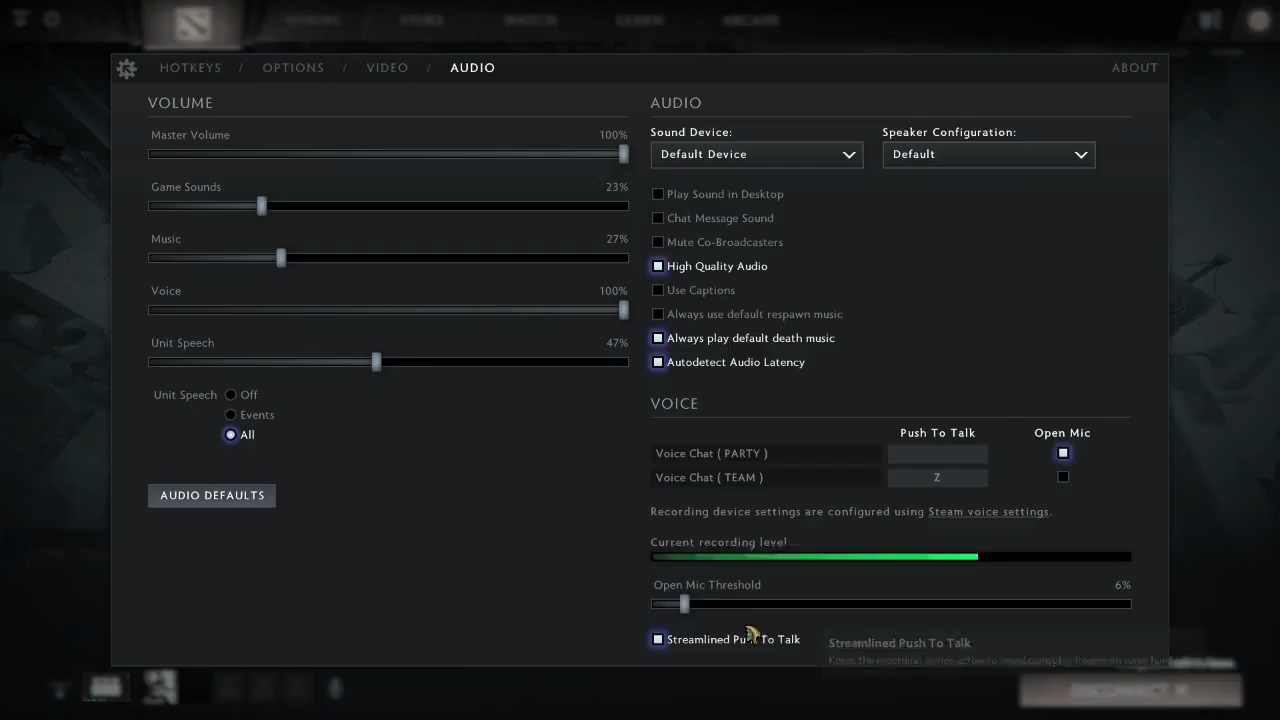 HOTKEYS / OPTIONS / VIDEO / AUDIO
ABOUT
VOLUME
Master Volume 100%
Game Sounds 23%
Music 27%
Voice 100%
Unit Speech 47%
Unit Speech Off
Events
All
AUDIO DEFAULTS
AUDIO
Sound Device: Speaker Configuration:
Default Device Default
Play Sound in Desktop
Chat Message Sound
Mute Co-Broadcasters
High Quality Audio
Use Captions
Always use default respawn music
Always play default death music
Autodetect Audio Latency
VOICE
Push To Talk Open Mic
Voice Chat ( PARTY )
Voice Chat ( TEAM ) Z
Recording device settings are configured using Steam voice settings.
Current recording level
Open Mic Threshold 6%
Streamlined Push To Talk
Streamlined Push To Talk
DISCONNECT